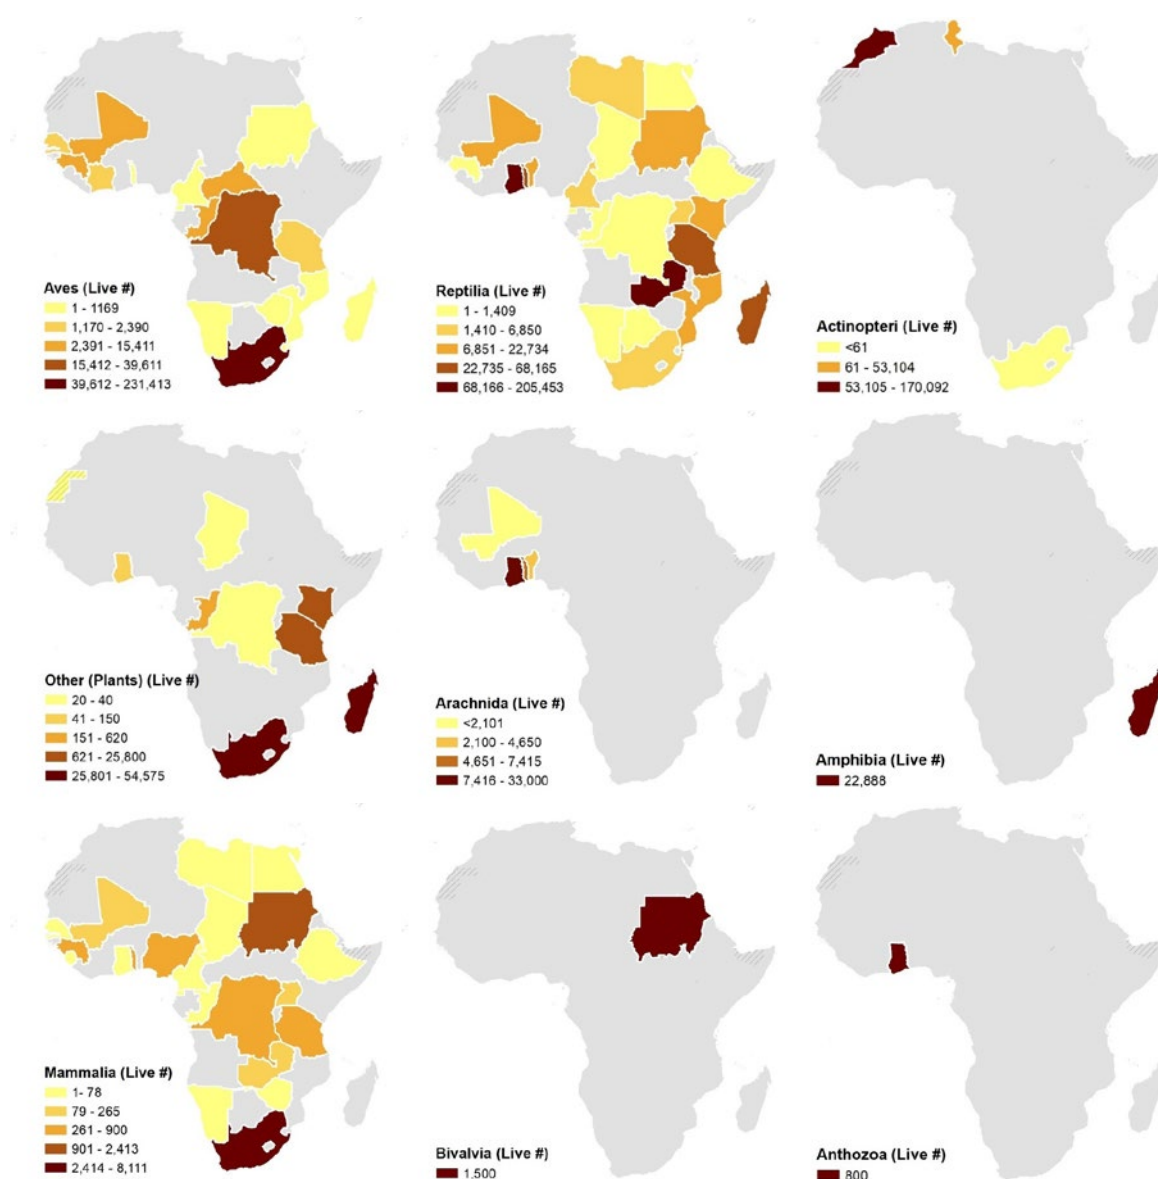 Aves (Live #)
1 - 1169
1,170 - 2,390
2,391 - 15,411
15,412 - 39,611
39,612 - 231,413
Reptilia (Live #)
1 - 1,409
1,410 - 6,850
6,851 - 22,734
22,735 - 68,165
68,166 - 205,453
Actinopteri (Live #)
<61
61 - 53,104
53,105 - 170,092
Other (Plants) (Live #)
20 - 40
41 - 150
151 - 620
621 - 25,800
25,801 - 54,575
Arachnida (Live #)
<2,101
2,100 - 4,650
4,651 - 7,415
7,416 - 33,000
Amphibia (Live #)
22,888
Mammalia (Live #)
1- 78
79 - 265
261 - 900
901 - 2,413
2,414 - 8,111
Bivalvia (Live #)
1,500
Anthozoa (Live #)
800